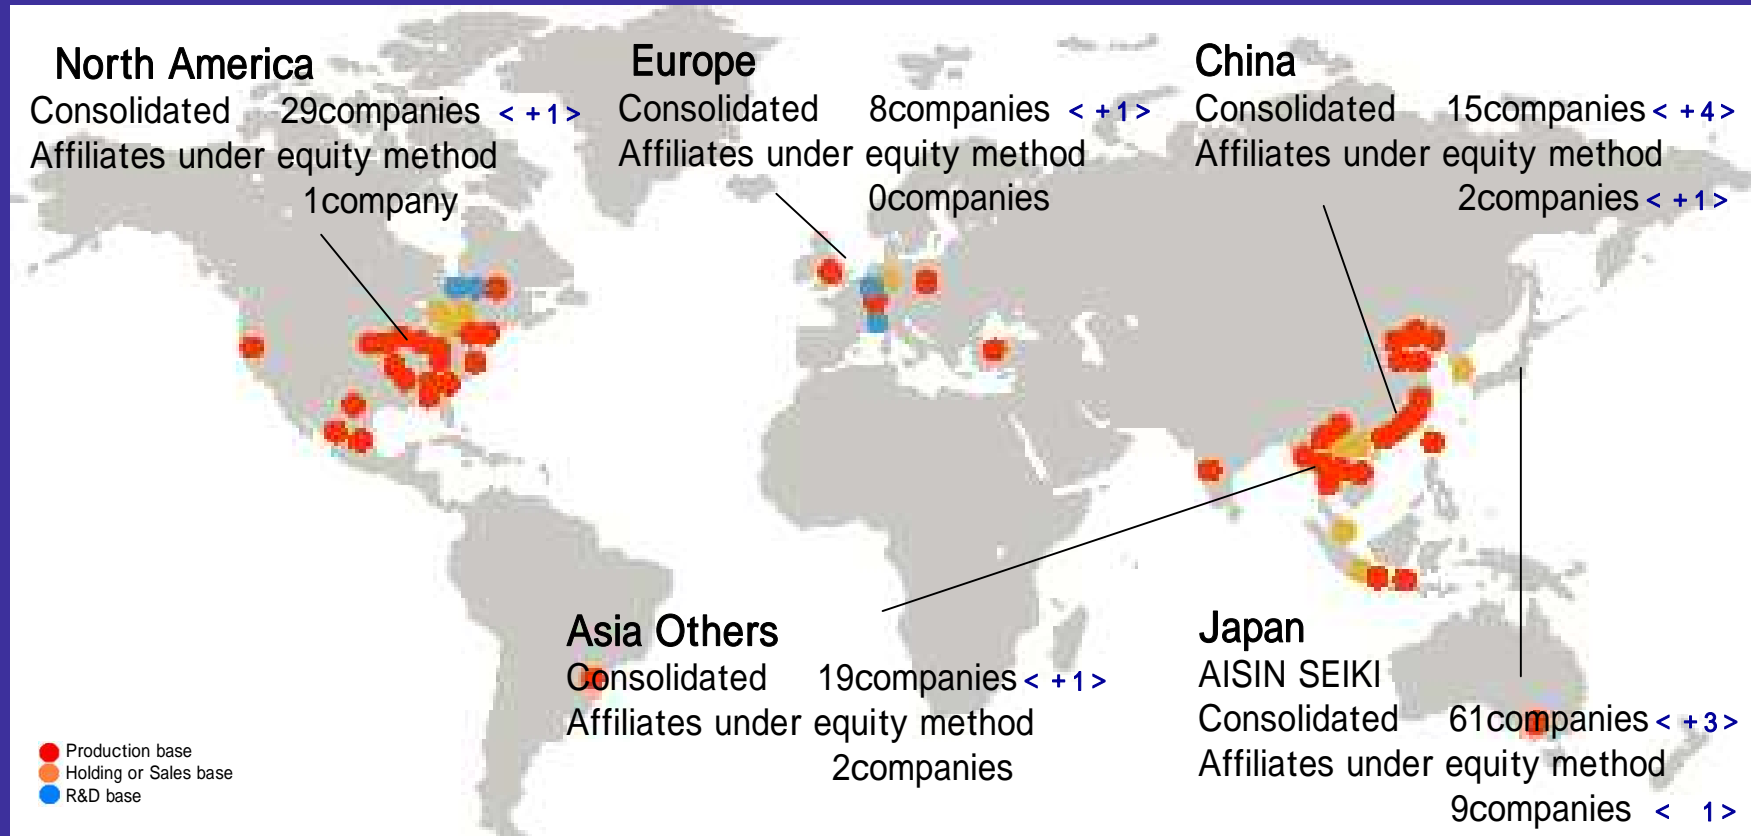 North America
Consolidated 29companies < +1>
Affiliates under equity method
1company
Europe
Consolidated 8companies < +1>
Affiliates under equity method
0companies
China
Consolidated 15companies < +4>
Affiliates under equity method
2companies < +1>
Asia Others
Consolidated 19companies < +1>
Affiliates under equity method
2companies
Japan
AISIN SEIKI
Consolidated 61companies < +3>
Affiliates under equity method
9companies < 1>
Production base
Holding or Sales base
R&D base